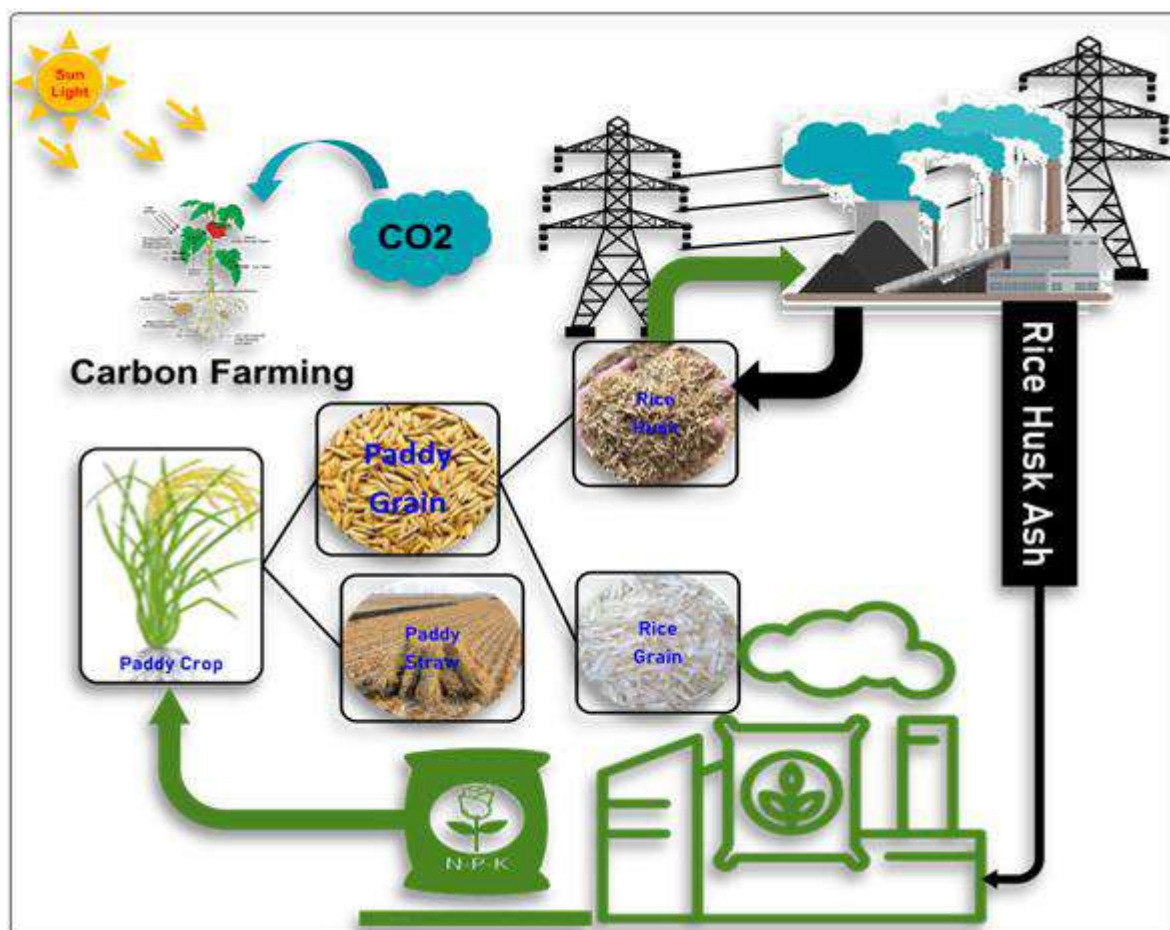 Sun
Light
CO2
Carbon Farming
Rice
Husk
Paddy
Grain
Rice Husk Ash
Paddy Crop
Paddy
Straw
Rice
Grain
N-P-K